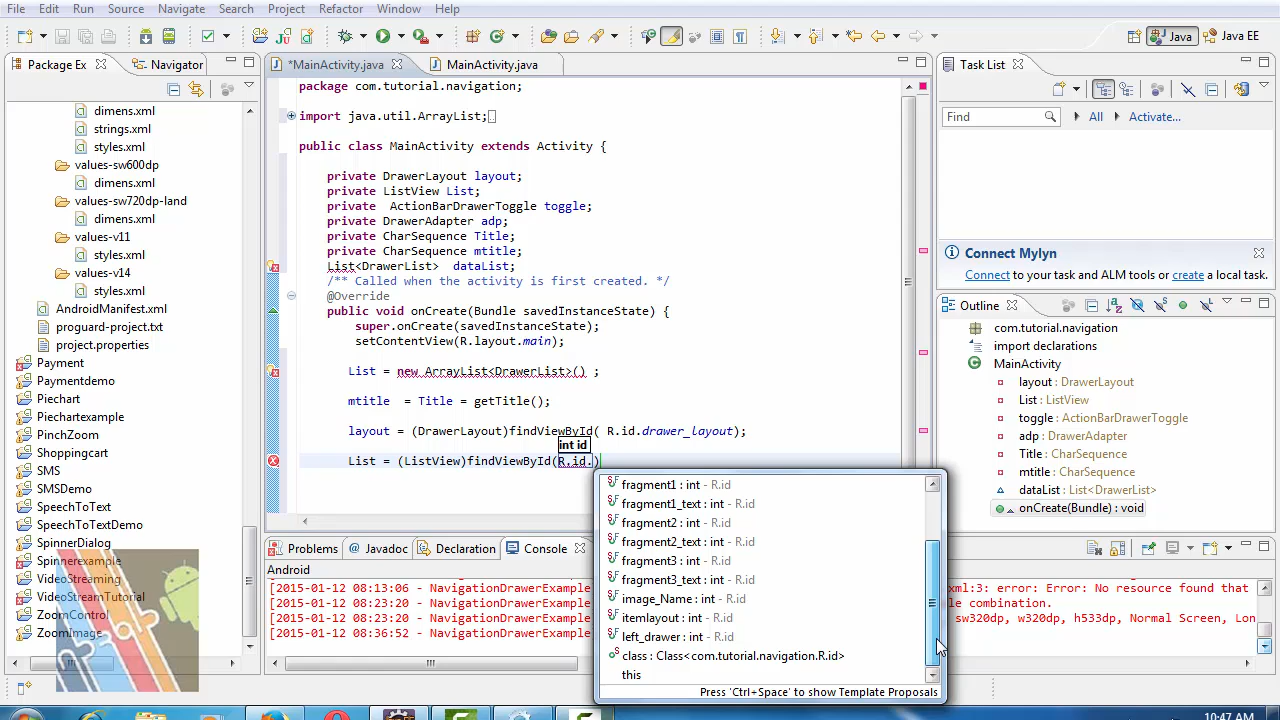 File Edit Source Navigate Search Project Refactor Window Help
Java Java EE
Package Ex Navigator
*MainActivity.java MainActivity.java
Task List
Find All Activate...
dimens.xml
strings.xml
styles.xml
values-sw600dp
dimens.xml
values-sw720dp-land
dimens.xml
values-v11
styles.xml
values-v14
styles.xml
AndroidManifest.xml
proguard-project.txt
project.properties
Payment
Paymentdemo
Piechart
Piechartexample
PinchZoom
SMS
SMSDemo
SpeechToText
SpeechToTextDemo
SpinnerDialog
Spinnerexample
VideoStreaming
VideoStreamTutorial
ZoomControl
ZoomImage
package com.tutorial.navigation;
import java.util.ArrayList;
public class MainActivity extends Activity {
private DrawerLayout layout;
private ListView List;
private  ActionBarDrawerToggle toggle;
private DrawerAdapter adp;
private CharSequence Title;
private CharSequence mtitle;
List<DrawerList>  dataList;
/** Called when the activity is first created. */
@Override
public void onCreate(Bundle savedInstanceState) {
super.onCreate(savedInstanceState);
setContentView(R.layout.main);
List = new ArrayList<DrawerList>() ;
mtitle  = Title = getTitle();
layout = (DrawerLayout)findViewById( R.id.drawer_layout);
int id
List = (ListView)findViewById(R.id.)
fragment1 : int - R.id
fragment1_text : int - R.id
fragment2 : int - R.id
fragment2_text : int - R.id
fragment3 : int - R.id
fragment3_text : int - R.id
image_Name : int - R.id
itemlayout : int - R.id
left_drawer : int - R.id
class : Class<com.tutorial.navigation.R.id>
this
Press 'Ctrl+Space' to show Template Proposals
Connect Mylyn
Connect to your task and ALM tools or create a local task.
Outline
com.tutorial.navigation
import declarations
MainActivity
layout : DrawerLayout
List : ListView
toggle : ActionBarDrawerToggle
adp : DrawerAdapter
Title : CharSequence
mtitle : CharSequence
dataList : List<DrawerList>
onCreate(Bundle) : void
Problems Javadoc Declaration Console
Android
[2015-01-12 08:13:06 - NavigationDrawerExample xml:3: error: Error: No resource found that
[2015-01-12 08:23:20 - NavigationDrawerExample le combination.
[2015-01-12 08:23:20 - NavigationDrawerExample sw320dp, w320dp, h533dp, Normal Screen, Lon
[2015-01-12 08:36:52 - NavigationDrawerExample
10:47 AM